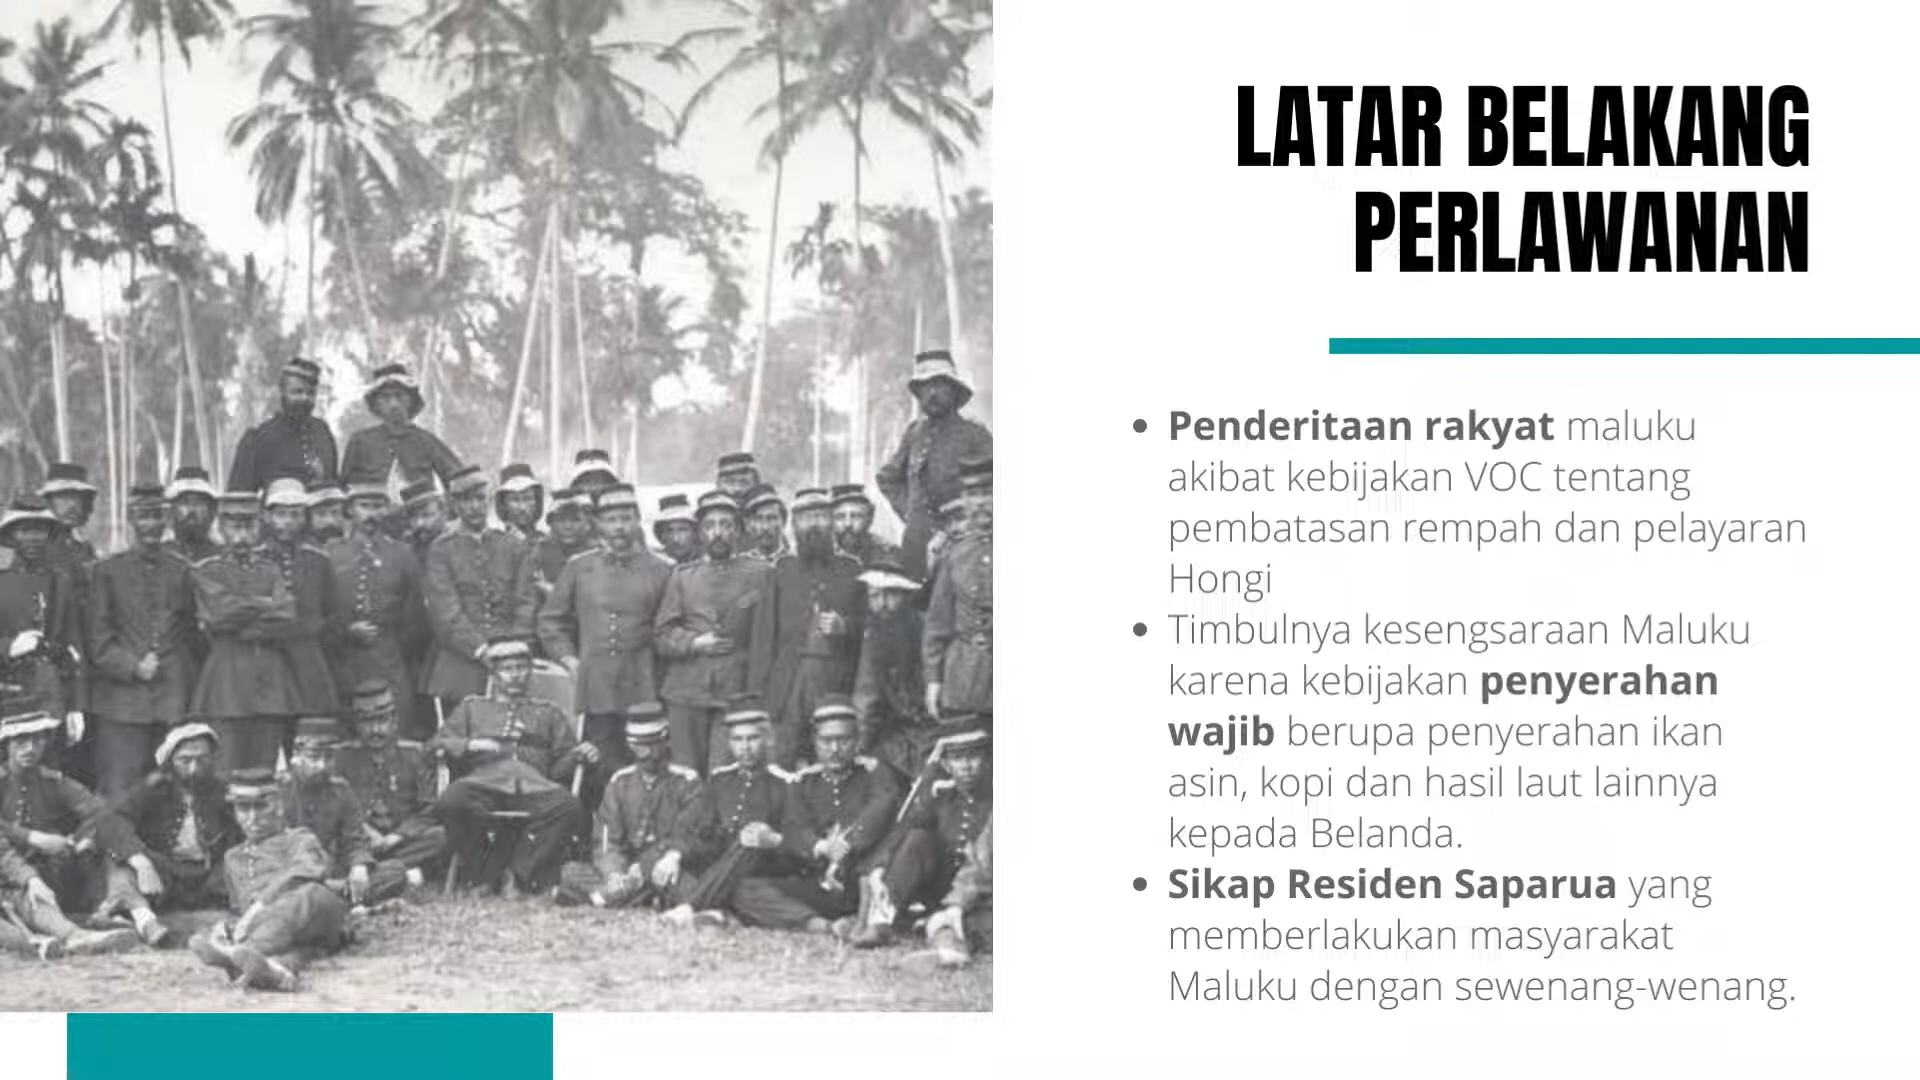 LATAR BELAKANG
PERLAWANAN
• Penderitaan rakyat maluku
akibat kebijakan VOC tentang
pembatasan rempah dan pelayaran
Hongi
• Timbulnya kesengsaraan Maluku
karena kebijakan penyerahan
wajib berupa penyerahan ikan
asin, kopi dan hasil laut lainnya
kepada Belanda.
• Sikap Residen Saparua yang
memberlakukan masyarakat
Maluku dengan sewenang-wenang.